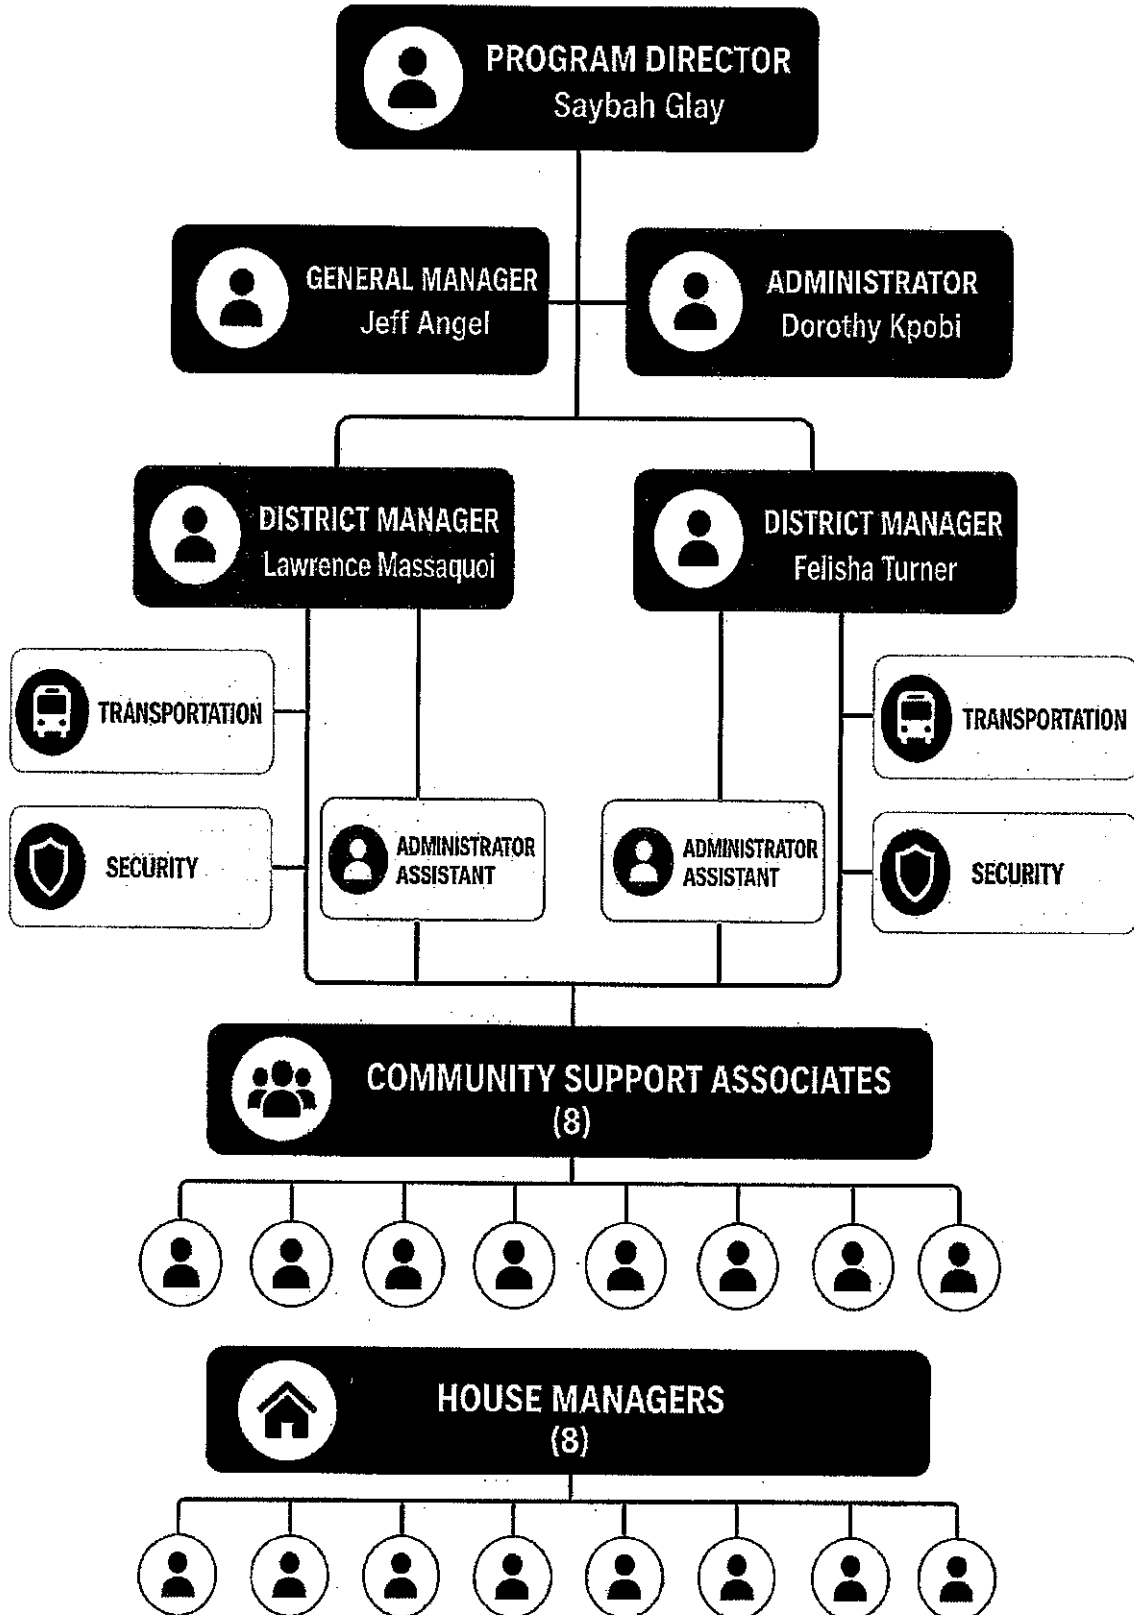 PROGRAM DIRECTOR
Saybah Glay
GENERAL MANAGER
Jeff Angel
ADMINISTRATOR
Dorothy Kpobi
DISTRICT MANAGER
Lawrence Massaquoi
DISTRICT MANAGER
Felisha Turner
TRANSPORTATION
TRANSPORTATION
SECURITY
ADMINISTRATOR
ASSISTANT
ADMINISTRATOR
ASSISTANT
SECURITY
COMMUNITY SUPPORT ASSOCIATES
(8)
HOUSE MANAGERS
(8)